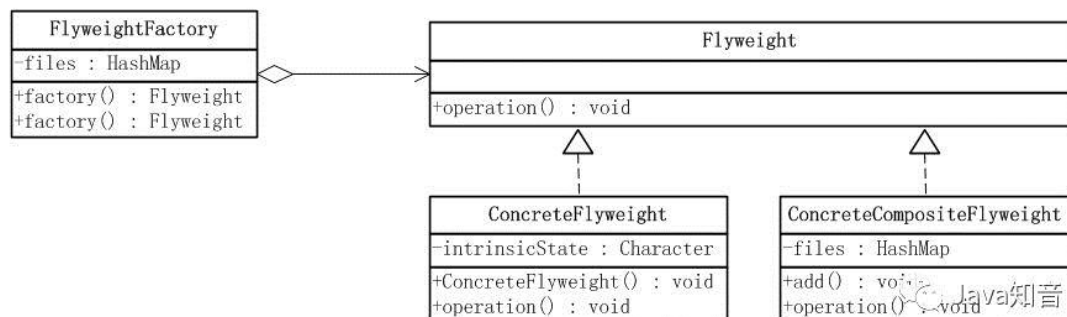 FlyweightFactory
-files : HashMap
+factory() : Flyweight
+factory() : Flyweight
Flyweight
+operation() : void
ConcreteFlyweight
-intrinsicState : Character
+ConcreteFlyweight() : void
+operation() : void
ConcreteCompositeFlyweight
-files : HashMap
+add() : void
+operation() : void
Java知音